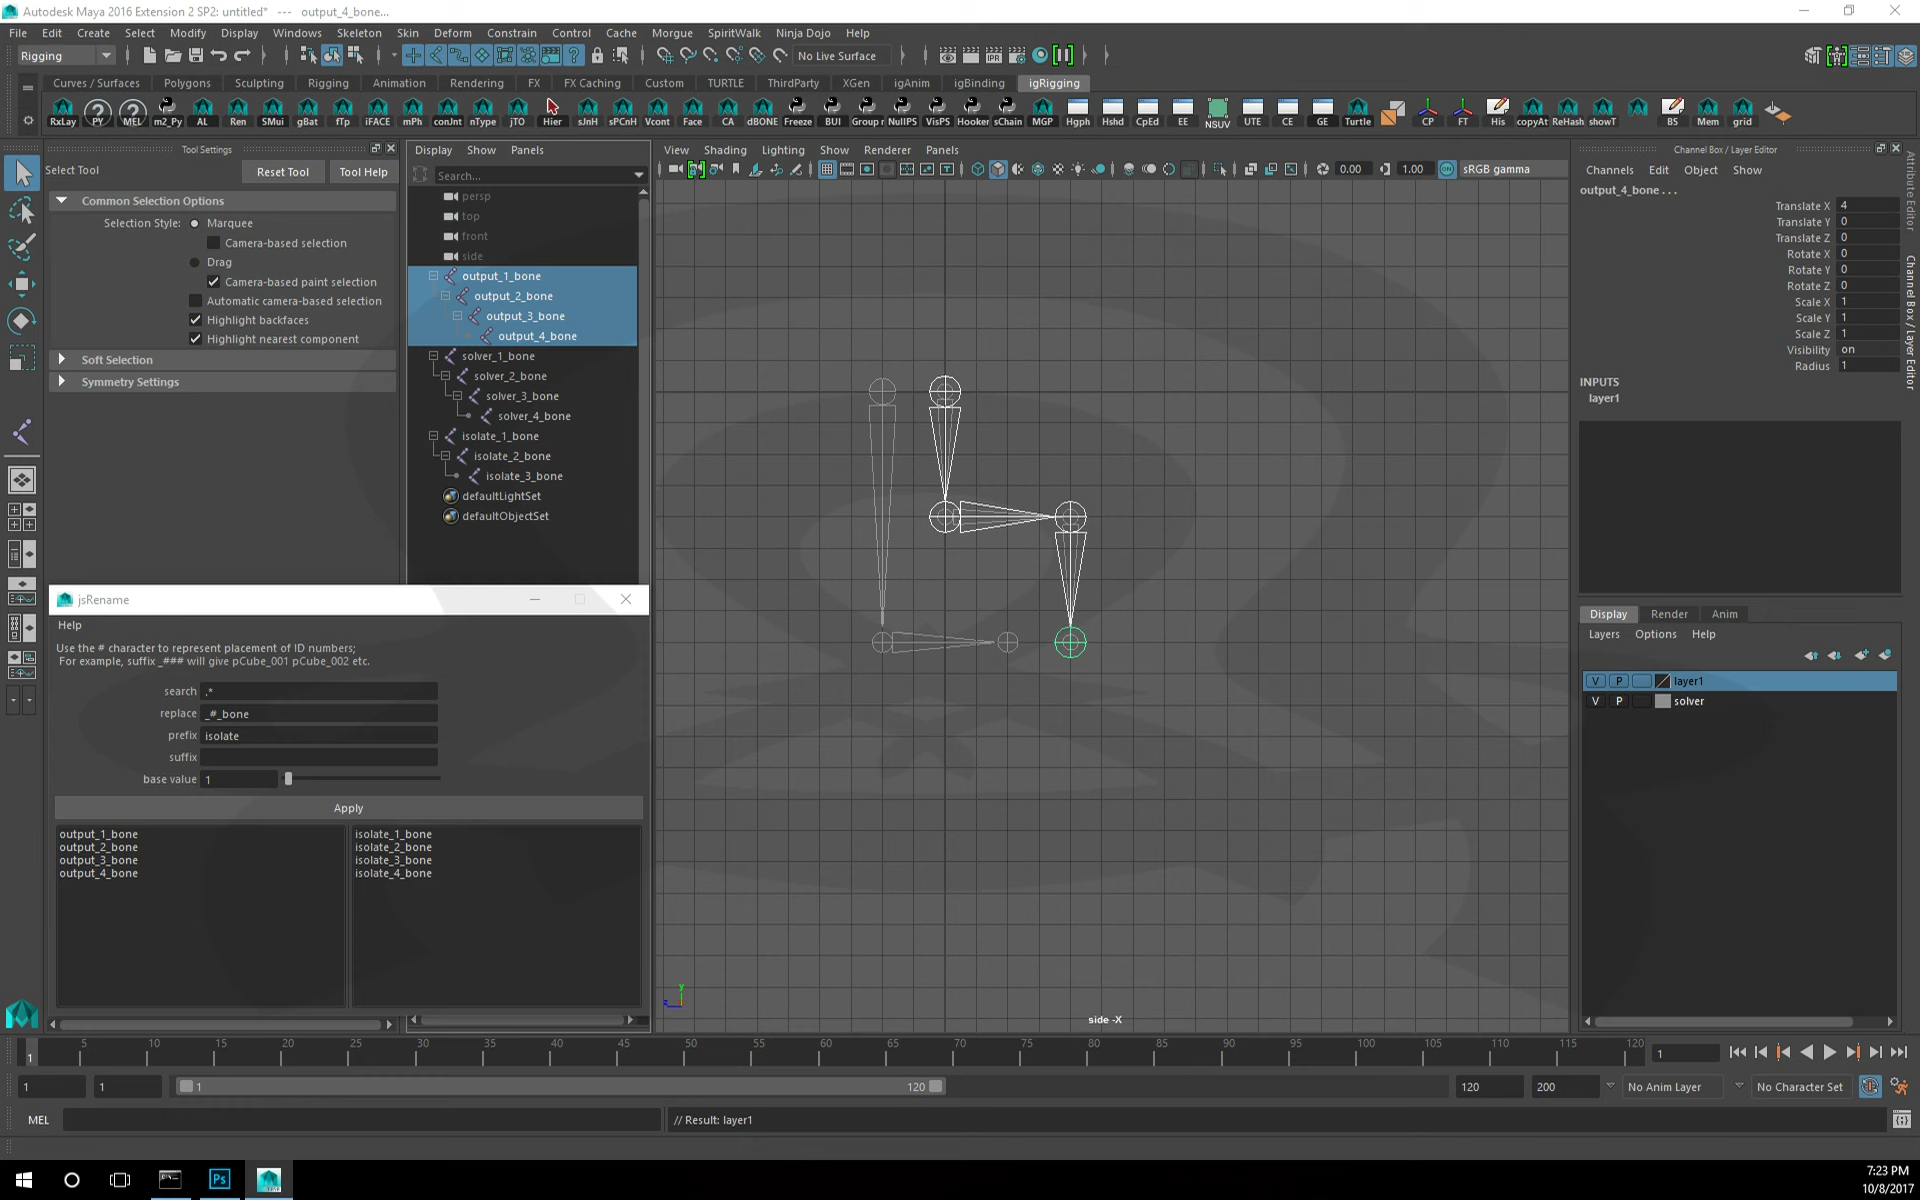 Autodesk Maya 2016 Extension 2 SP2: untitled* --- output_4_bone...
File Edit Create Select Modify Display Windows Skeleton Skin Deform Constrain Control Cache Morgue SpiritWalk Ninja Dojo Help
Rigging No Live Surface IPR
Curves / Surfaces Polygons Sculpting Rigging Animation Rendering FX FX Caching Custom TURTLE ThirdParty XGen igAnim igBinding igRigging
RxLay PY MEL m2_Py AL Ren SMui gBat fTp iFACE mPh conJnt nType jTO Hier sJnH sPCnH Vcont Face CA dBONE Freeze BUI Group r NullPS VisPS Hooker sChain MGP Hgph Hshd CpEd EE NSUV UTE CE GE Turtle CP FT His copyAt ReHash showT BS Mem grid
Tool Settings
Select Tool
Reset Tool
Tool Help
Common Selection Options
Selection Style: Marquee
Camera-based selection
Drag
Camera-based paint selection
Automatic camera-based selection
Highlight backfaces
Highlight nearest component
Soft Selection
Symmetry Settings
Display Show Panels
Search...
persp
top
front
side
output_1_bone
output_2_bone
output_3_bone
output_4_bone
solver_1_bone
solver_2_bone
solver_3_bone
solver_4_bone
isolate_1_bone
isolate_2_bone
isolate_3_bone
defaultLightSet
defaultObjectSet
View Shading Lighting Show Renderer Panels
0.00 1.00 ON sRGB gamma
side -X
y
z
Channel Box / Layer Editor
Channels Edit Object Show
output_4_bone . . .
Translate X 4
Translate Y 0
Translate Z 0
Rotate X 0
Rotate Y 0
Rotate Z 0
Scale X 1
Scale Y 1
Scale Z 1
Visibility on
Radius 1
INPUTS
layer1
Attribute Editor
Channel Box / Layer Editor
Display Render Anim
Layers Options Help
V P layer1
V P solver
jsRename
Help
Use the # character to represent placement of ID numbers;
For example, suffix _### will give pCube_001 pCube_002 etc.
search .*
replace _#_bone
prefix isolate
suffix
base value 1
Apply
output_1_bone
output_2_bone
output_3_bone
output_4_bone
isolate_1_bone
isolate_2_bone
isolate_3_bone
isolate_4_bone
1 5 10 15 20 25 30 35 40 45 50 55 60 65 70 75 80 85 90 95 100 105 110 115 120 1
1 1 1 120 120 200 No Anim Layer No Character Set
MEL // Result: layer1
Ps
7:23 PM
10/8/2017